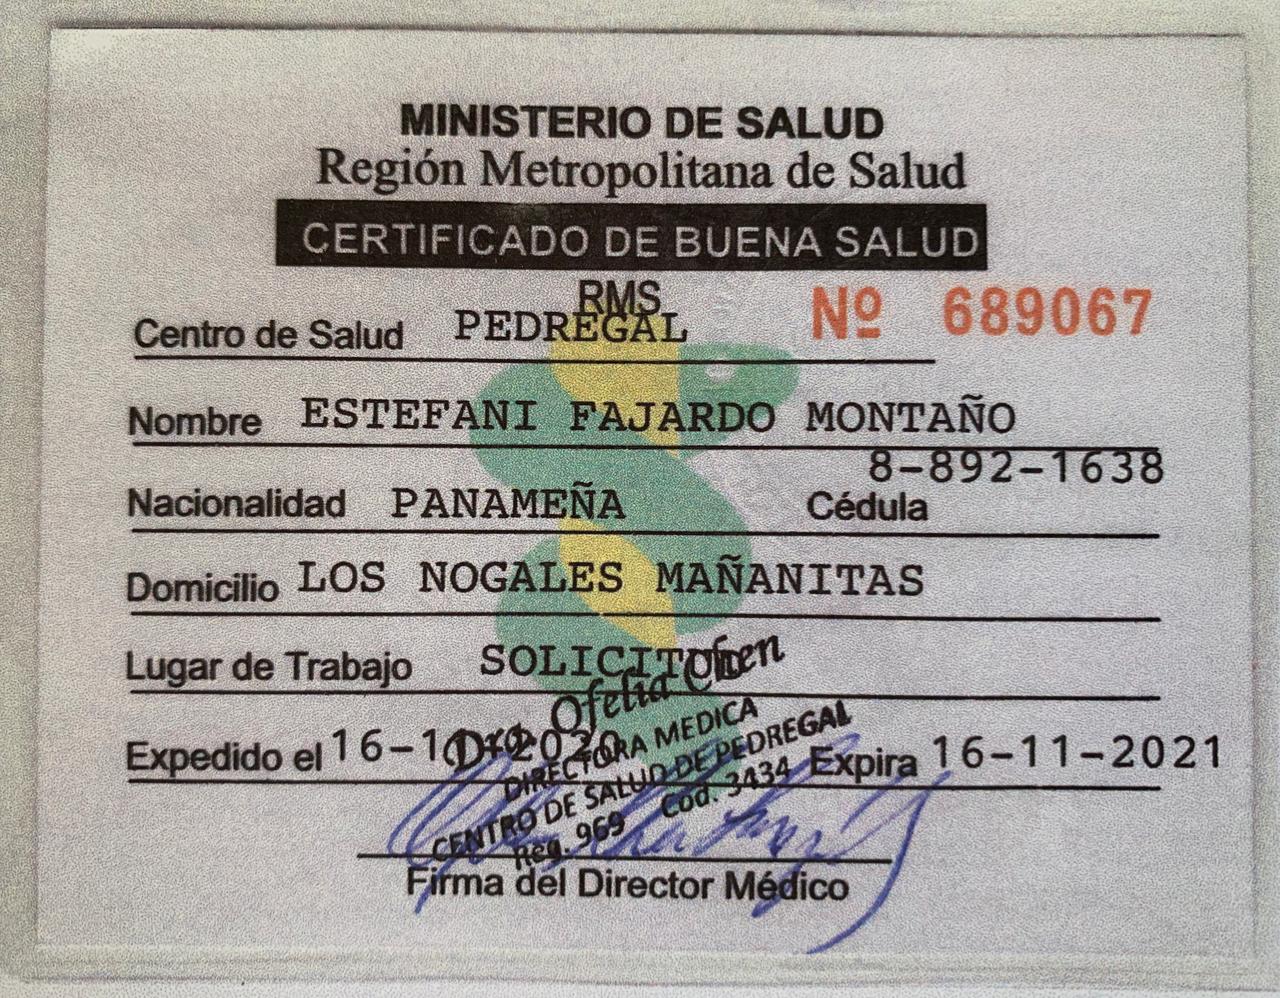 MINISTERIO DE SALUD
Región Metropolitana de Salud
CERTIFICADO DE BUENA SALUD
RMS
Centro de Salud PEDREGAL Nº 689067
Nombre ESTEFANI FAJARDO MONTAÑO
8-892-1638
Nacionalidad PANAMEÑA Cédula
Domicilio LOS NOGALES MAÑANITAS
Lugar de Trabajo SOLICITUD
Dra. Ofelia Chen
Expedido el 16-11-2020 Expira 16-11-2021
DIRECTORA MEDICA
CENTRO DE SALUD DE PEDREGAL
Reg. 969 Cod. 3434
Firma del Director Médico